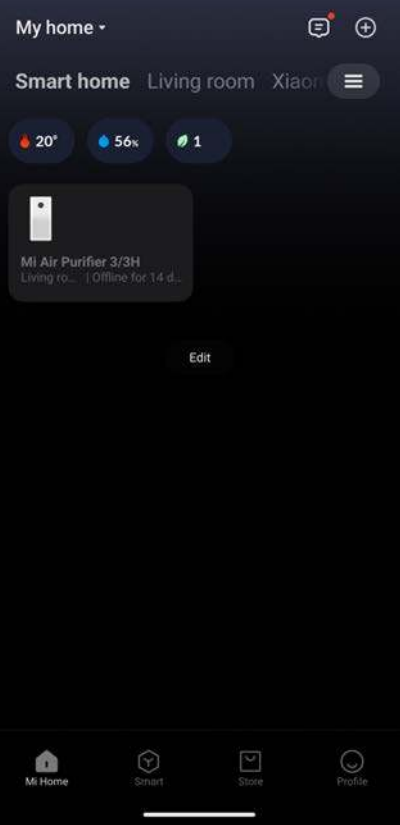 My home
Smart home Living room Xiaon
20°
56%
1
Mi Air Purifier 3/3H
Living ro... | Offline for 14 d...
Edit
Mi Home
Smart
Store
Profile